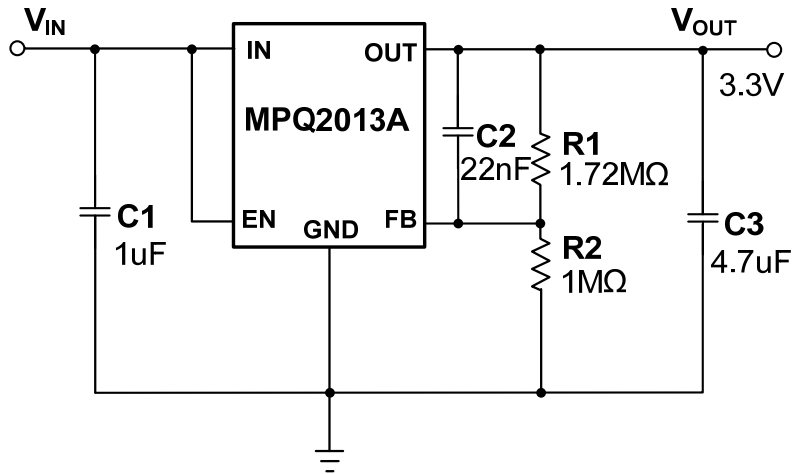 VIN
VOUT
IN
OUT
3.3V
MPQ2013A
C2
22nF
R1
1.72MΩ
C1
1uF
EN
GND
FB
R2
1MΩ
C3
4.7uF